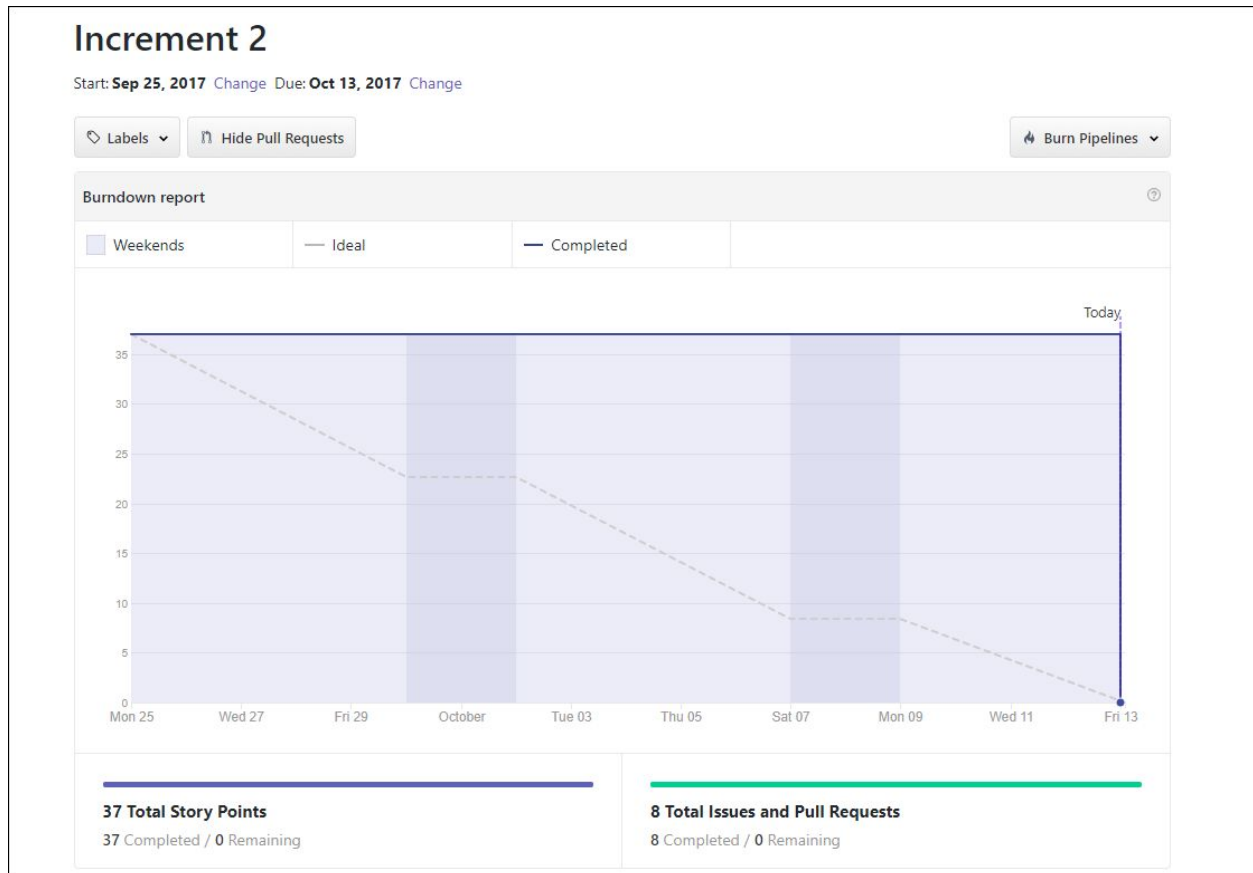 Increment 2
Start: Sep 25, 2017 Change Due: Oct 13, 2017 Change
Labels Hide Pull Requests Burn Pipelines
Burndown report
Weekends Ideal Completed
Today
35
30
25
20
15
10
5
0
Mon 25 Wed 27 Fri 29 October Tue 03 Thu 05 Sat 07 Mon 09 Wed 11 Fri 13
37 Total Story Points
37 Completed / 0 Remaining
8 Total Issues and Pull Requests
8 Completed / 0 Remaining